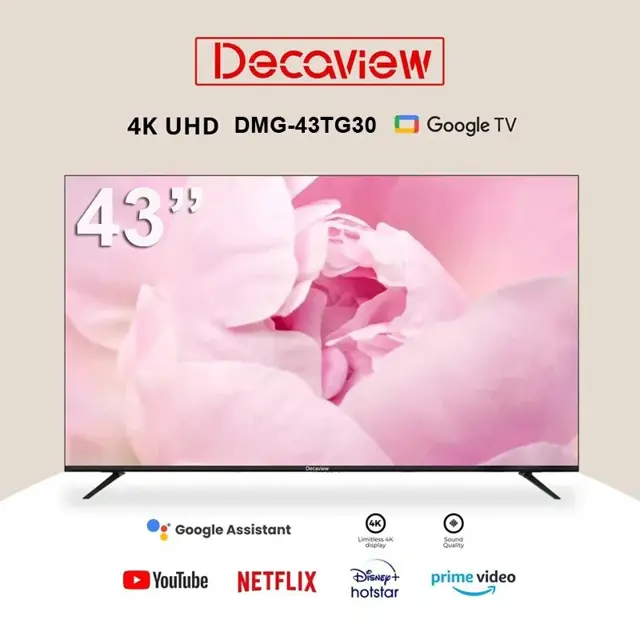 Decaview
4K UHD DMG-43TG30 Google TV
43”
Decaview
Google Assistant
4K
Limitless 4K
display
Sound
Quality
YouTube
NETFLIX
Disney+
hotstar
prime video